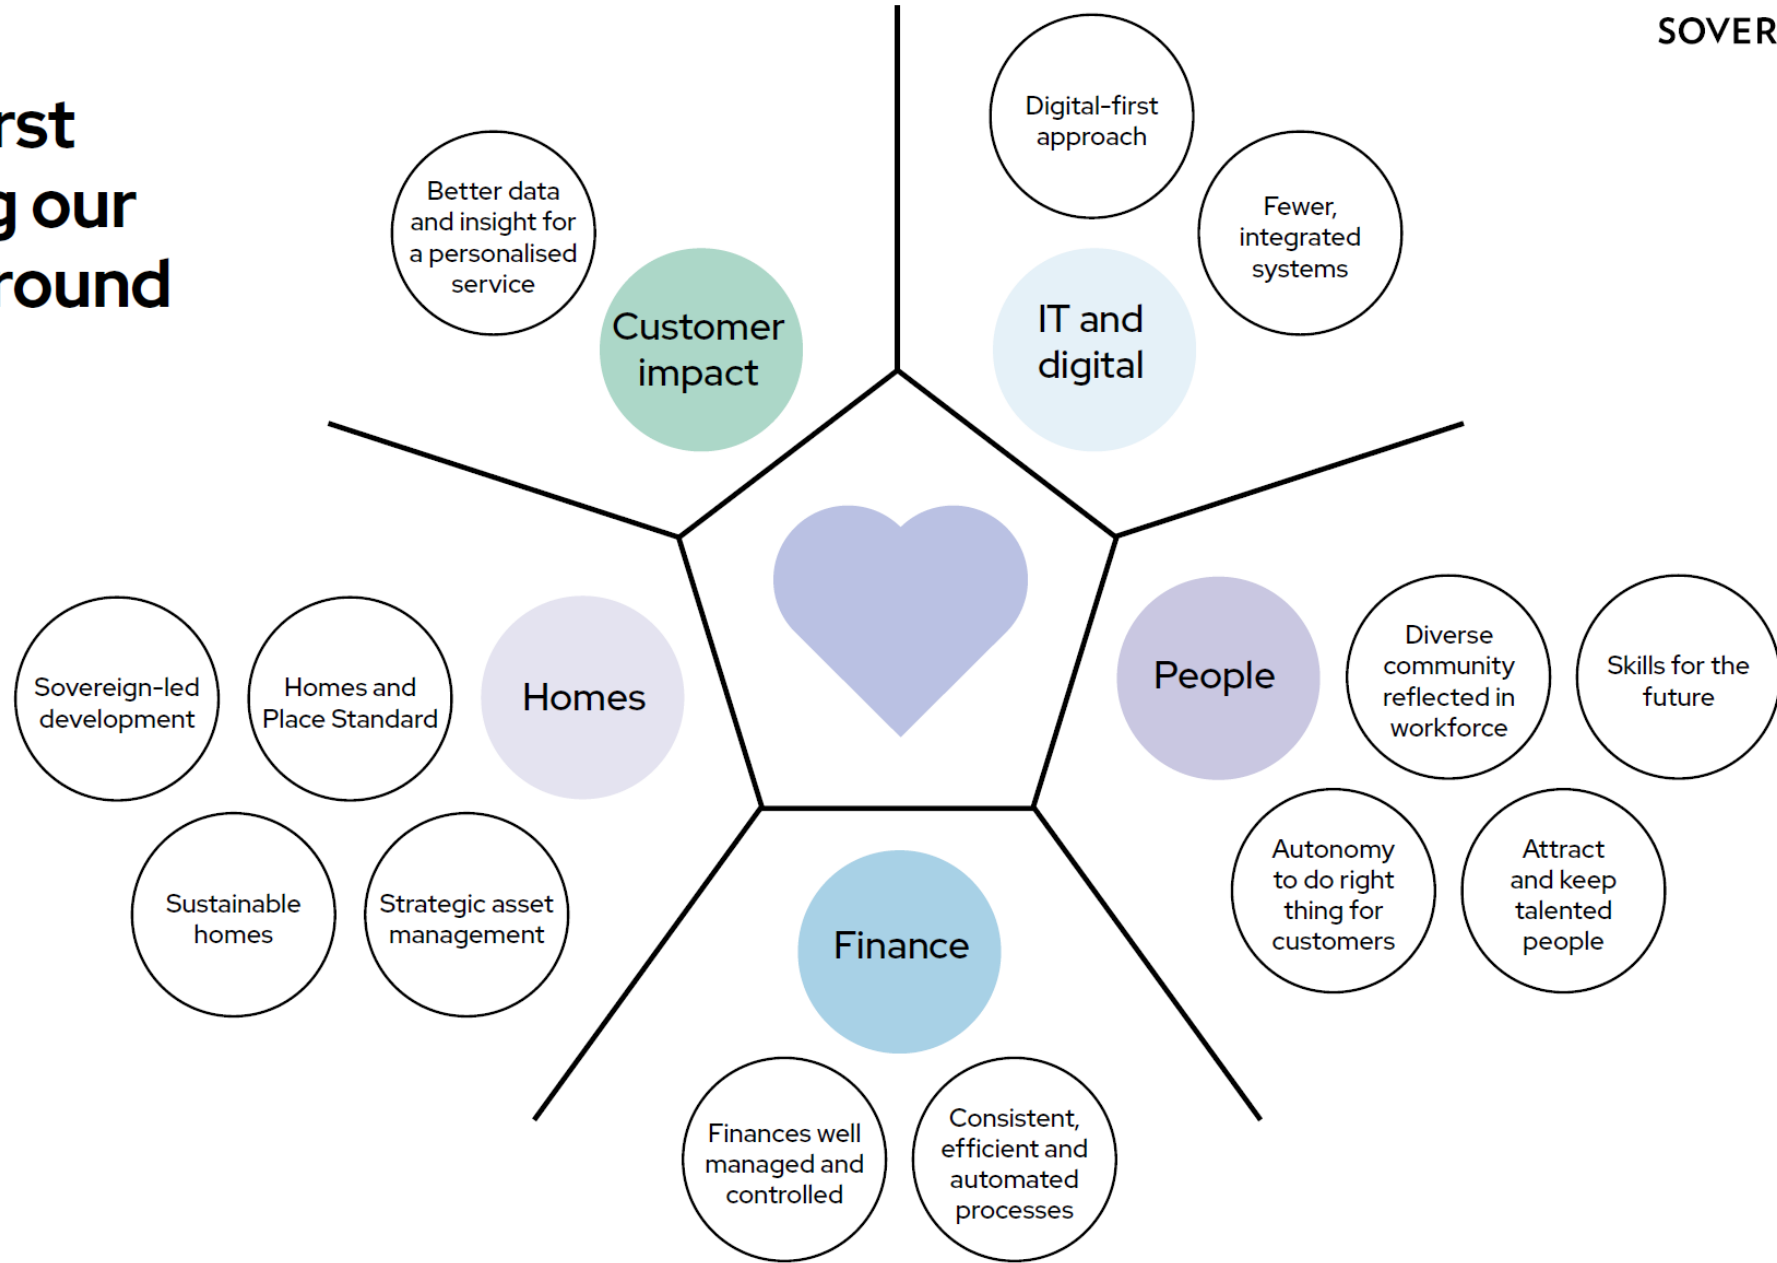 SOVER
rst
g our
round
Better data
and insight for
a personalised
service
Customer
impact
Digital-first
approach
Fewer,
integrated
systems
IT and
digital
Sovereign-led
development
Homes and
Place Standard
Homes
Sustainable
homes
Strategic asset
management
People
Diverse
community
reflected in
workforce
Skills for the
future
Autonomy
to do right
thing for
customers
Attract
and keep
talented
people
Finance
Finances well
managed and
controlled
Consistent,
efficient and
automated
processes